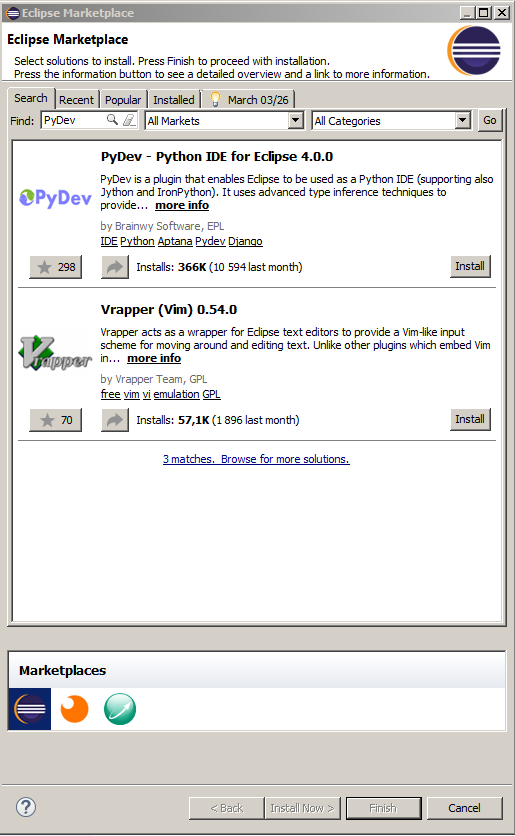 Eclipse Marketplace
Eclipse Marketplace
Select solutions to install. Press Finish to proceed with installation.
Press the information button to see a detailed overview and a link to more information.
Search Recent Popular Installed March 03/26
Find: PyDev All Markets All Categories Go
PyDev - Python IDE for Eclipse 4.0.0
PyDev is a plugin that enables Eclipse to be used as a Python IDE (supporting also
Jython and IronPython). It uses advanced type inference techniques to
provide... more info
PyDev
by Brainwy Software, EPL
IDE Python Aptana Pydev Django
298 Installs: 366K (10 594 last month) Install
Vrapper (Vim) 0.54.0
Vrapper acts as a wrapper for Eclipse text editors to provide a Vim-like input
scheme for moving around and editing text. Unlike other plugins which embed Vim
in... more info
Vrapper
by Vrapper Team, GPL
free vim vi emulation GPL
70 Installs: 57,1K (1 896 last month) Install
3 matches. Browse for more solutions.
Marketplaces
? < Back Install Now > Finish Cancel